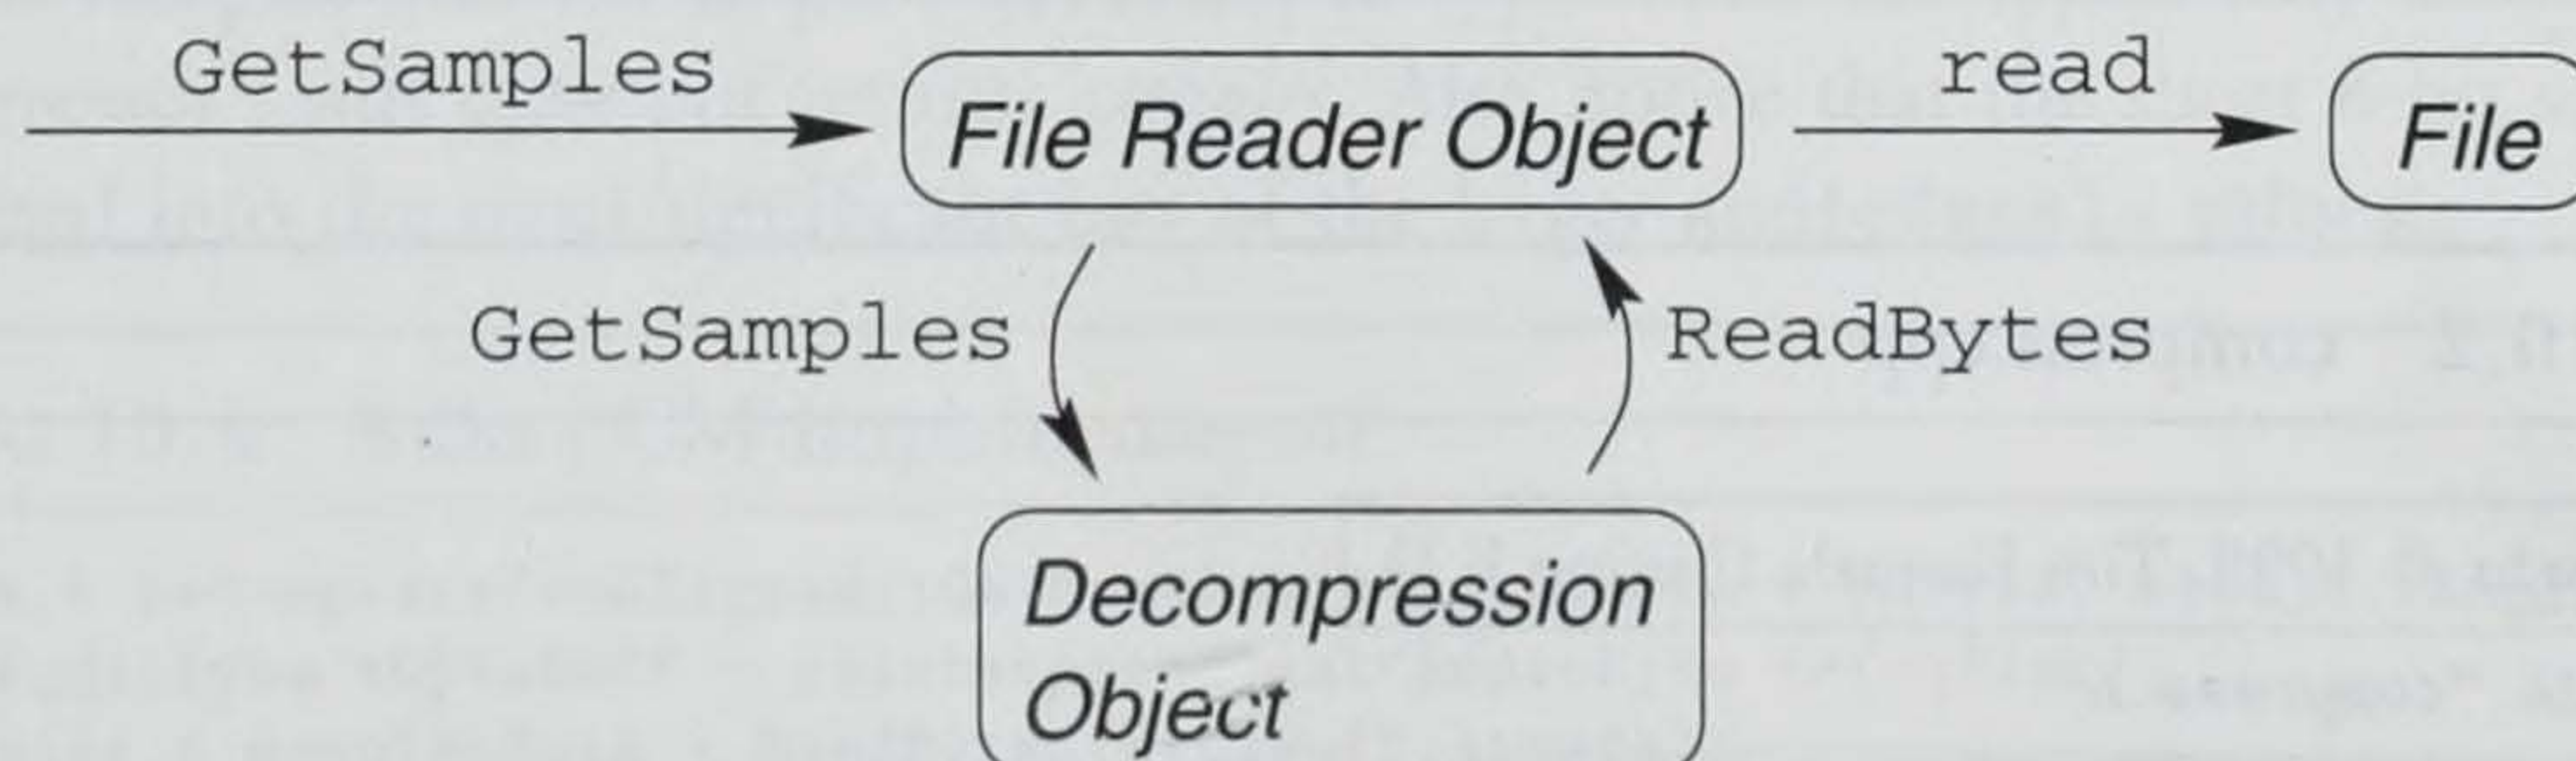 GetSamples
File Reader Object
read
File
GetSamples
ReadBytes
Decompression
Object